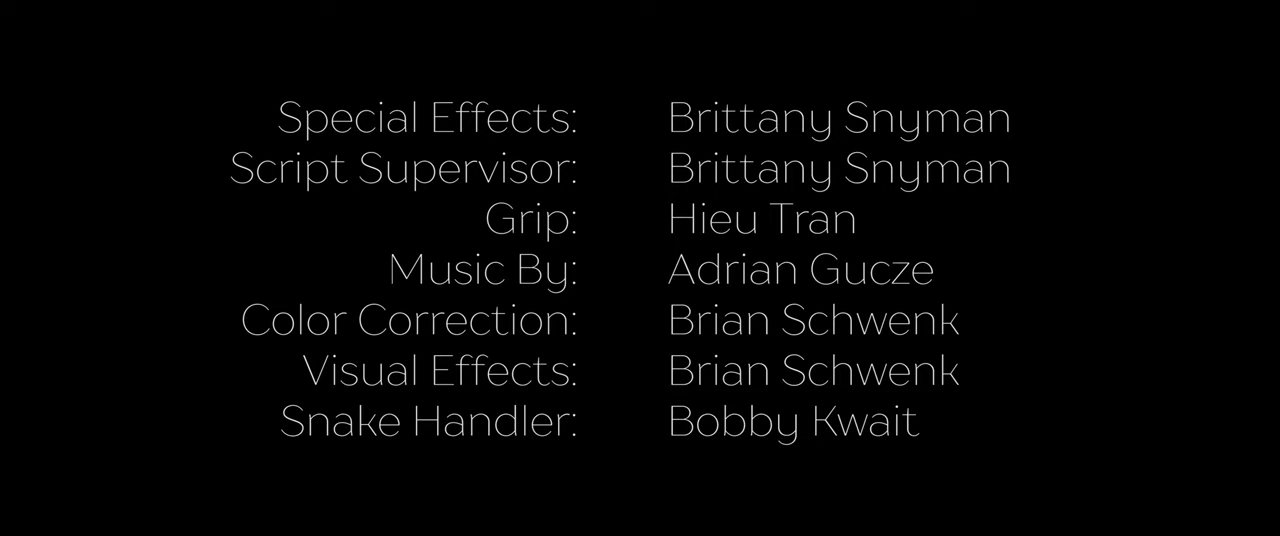 Special Effects: Brittany Snyman
Script Supervisor: Brittany Snyman
Grip: Hieu Tran
Music By: Adrian Gucze
Color Correction: Brian Schwenk
Visual Effects: Brian Schwenk
Snake Handler: Bobby Kwait